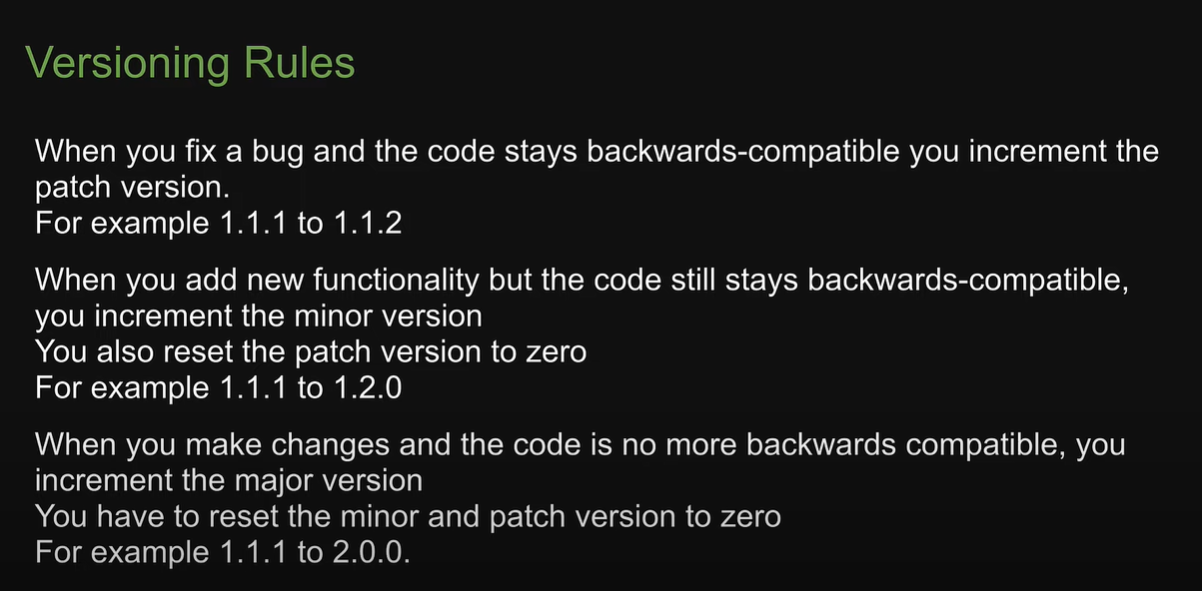 Versioning Rules
When you fix a bug and the code stays backwards-compatible you increment the
patch version.
For example 1.1.1 to 1.1.2
When you add new functionality but the code still stays backwards-compatible,
you increment the minor version
You also reset the patch version to zero
For example 1.1.1 to 1.2.0
When you make changes and the code is no more backwards compatible, you
increment the major version
You have to reset the minor and patch version to zero
For example 1.1.1 to 2.0.0.